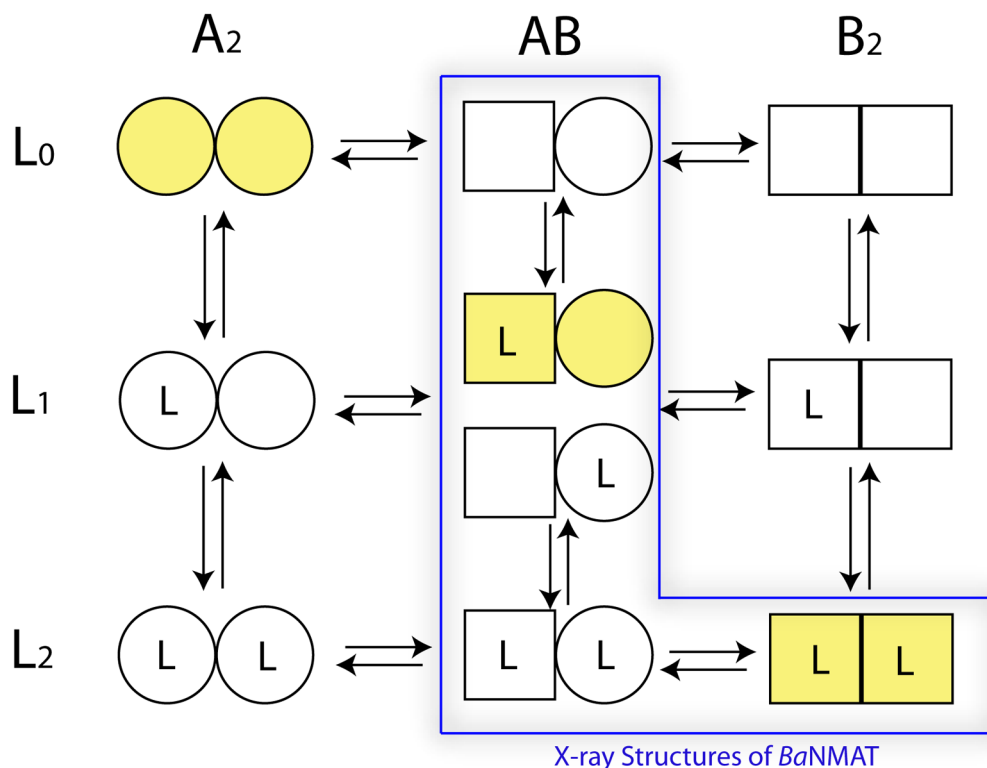 A2 AB B2
L0
L
L1 L L
L
L2 L L L L L L
X-ray Structures of BaNMAT